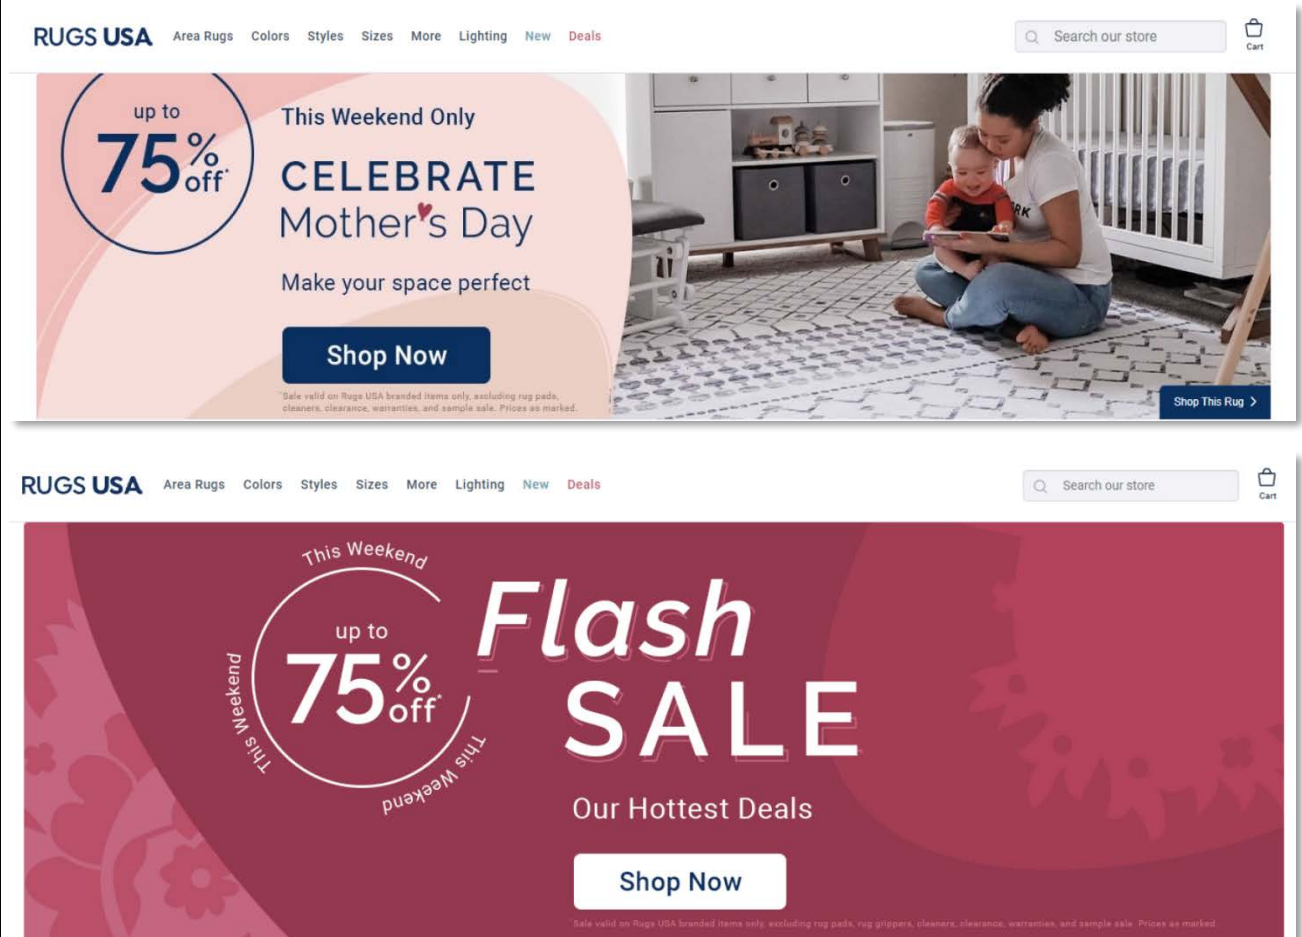 RUGS USA Area Rugs Colors Styles Sizes More Lighting New Deals Search our store
Cart
up to
75% off*
This Weekend Only
CELEBRATE
Mother's Day
Make your space perfect
Shop Now
*Sale valid on Rugs USA branded items only, excluding rug pads,
cleaners, clearance, warranties, and sample sale. Prices as marked.
Shop This Rug >
RUGS USA Area Rugs Colors Styles Sizes More Lighting New Deals Search our store
Cart
This Weekend
This Weekend
This Weekend
up to
75% off*
Flash
SALE
Our Hottest Deals
Shop Now
*Sale valid on Rugs USA branded items only, excluding rug pads, rug grippers, cleaners, clearance, warranties, and sample sale. Prices as marked.